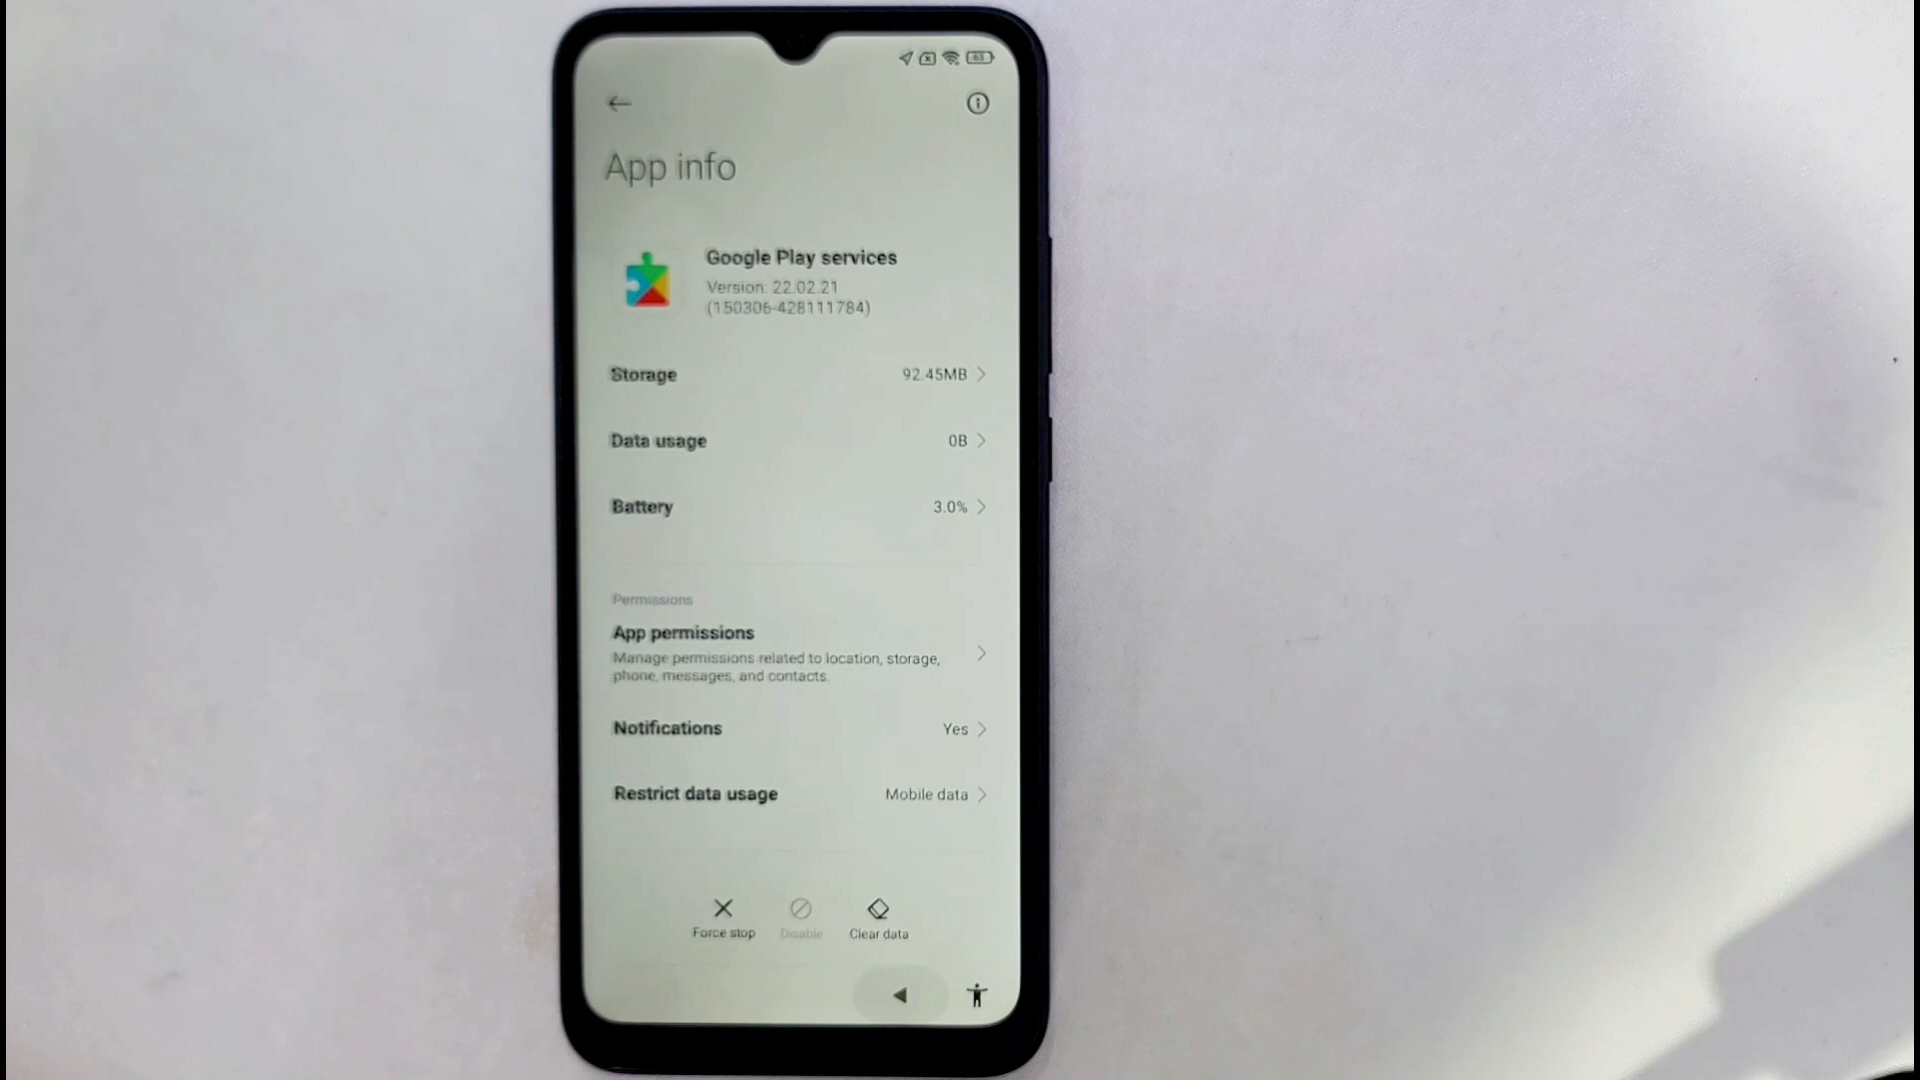 63
App info
Google Play services
Version: 22.02.21
(150306-428111784)
Storage 92.45MB
Data usage 0B
Battery 3.0%
Permissions
App permissions
Manage permissions related to location, storage,
phone, messages, and contacts.
Notifications Yes
Restrict data usage Mobile data
Force stop Disable Clear data